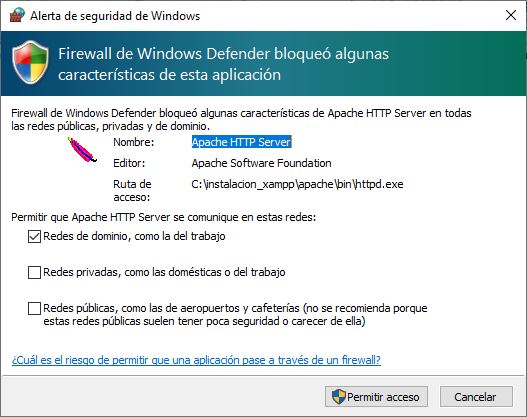 Alerta de seguridad de Windows
Firewall de Windows Defender bloqueó algunas
características de esta aplicación
Firewall de Windows Defender bloqueó algunas características de Apache HTTP Server en todas
las redes públicas, privadas y de dominio.
Nombre: Apache HTTP Server
Editor: Apache Software Foundation
Ruta de
acceso: C:\instalacion_xampp\apache\bin\httpd.exe
Permitir que Apache HTTP Server se comunique en estas redes:
Redes de dominio, como la del trabajo
Redes privadas, como las domésticas o del trabajo
Redes públicas, como las de aeropuertos y cafeterías (no se recomienda porque
estas redes públicas suelen tener poca seguridad o carecer de ella)
¿Cuál es el riesgo de permitir que una aplicación pase a través de un firewall?
Permitir acceso Cancelar